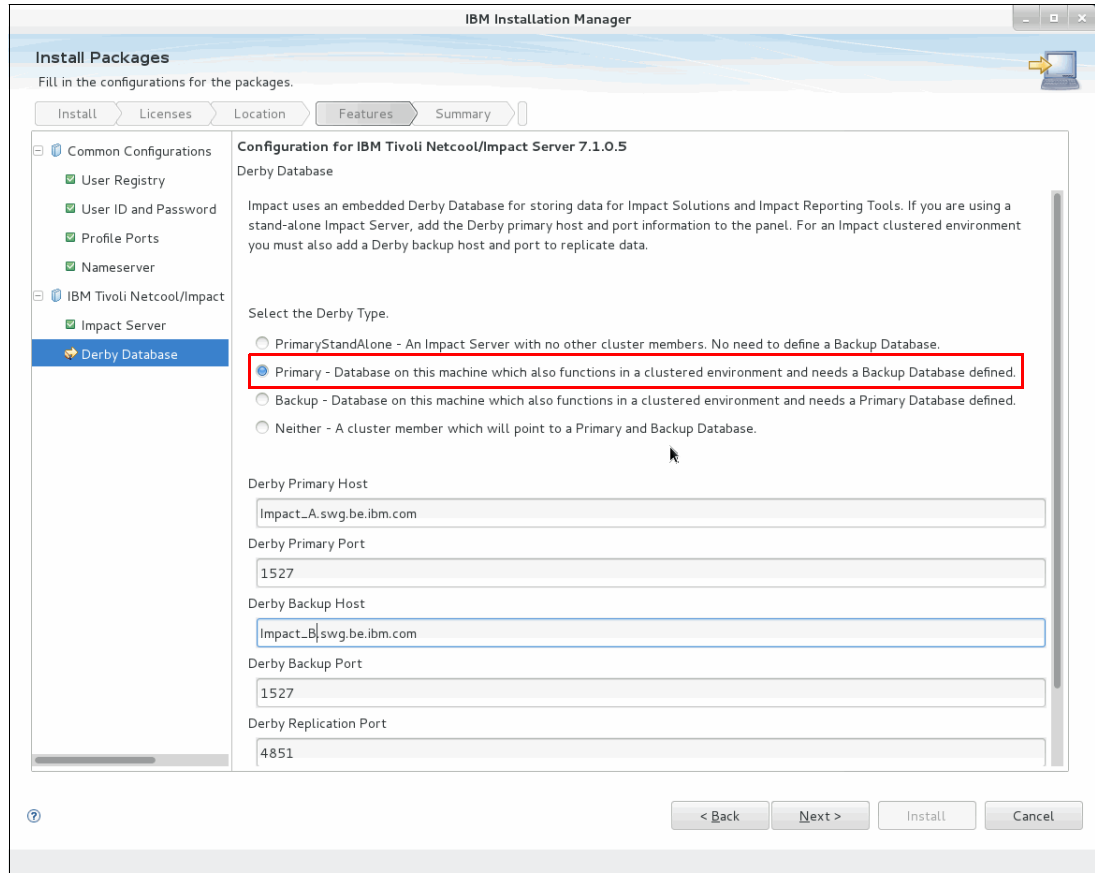 IBM Installation Manager
Install Packages
Fill in the configurations for the packages.
Install
Licenses
Location
Features
Summary
Common Configurations
User Registry
User ID and Password
Profile Ports
Nameserver
IBM Tivoli Netcool/Impact
Impact Server
Derby Database
Configuration for IBM Tivoli Netcool/Impact Server 7.1.0.5
Derby Database
Impact uses an embedded Derby Database for storing data for Impact Solutions and Impact Reporting Tools. If you are using a
stand-alone Impact Server, add the Derby primary host and port information to the panel. For an Impact clustered environment
you must also add a Derby backup host and port to replicate data.
Select the Derby Type.
PrimaryStandAlone - An Impact Server with no other cluster members. No need to define a Backup Database.
Primary - Database on this machine which also functions in a clustered environment and needs a Backup Database defined.
Backup - Database on this machine which also functions in a clustered environment and needs a Primary Database defined.
Neither - A cluster member which will point to a Primary and Backup Database.
Derby Primary Host
Impact_A.swg.be.ibm.com
Derby Primary Port
1527
Derby Backup Host
Impact_B.swg.be.ibm.com
Derby Backup Port
1527
Derby Replication Port
4851
?
< Back
Next >
Install
Cancel